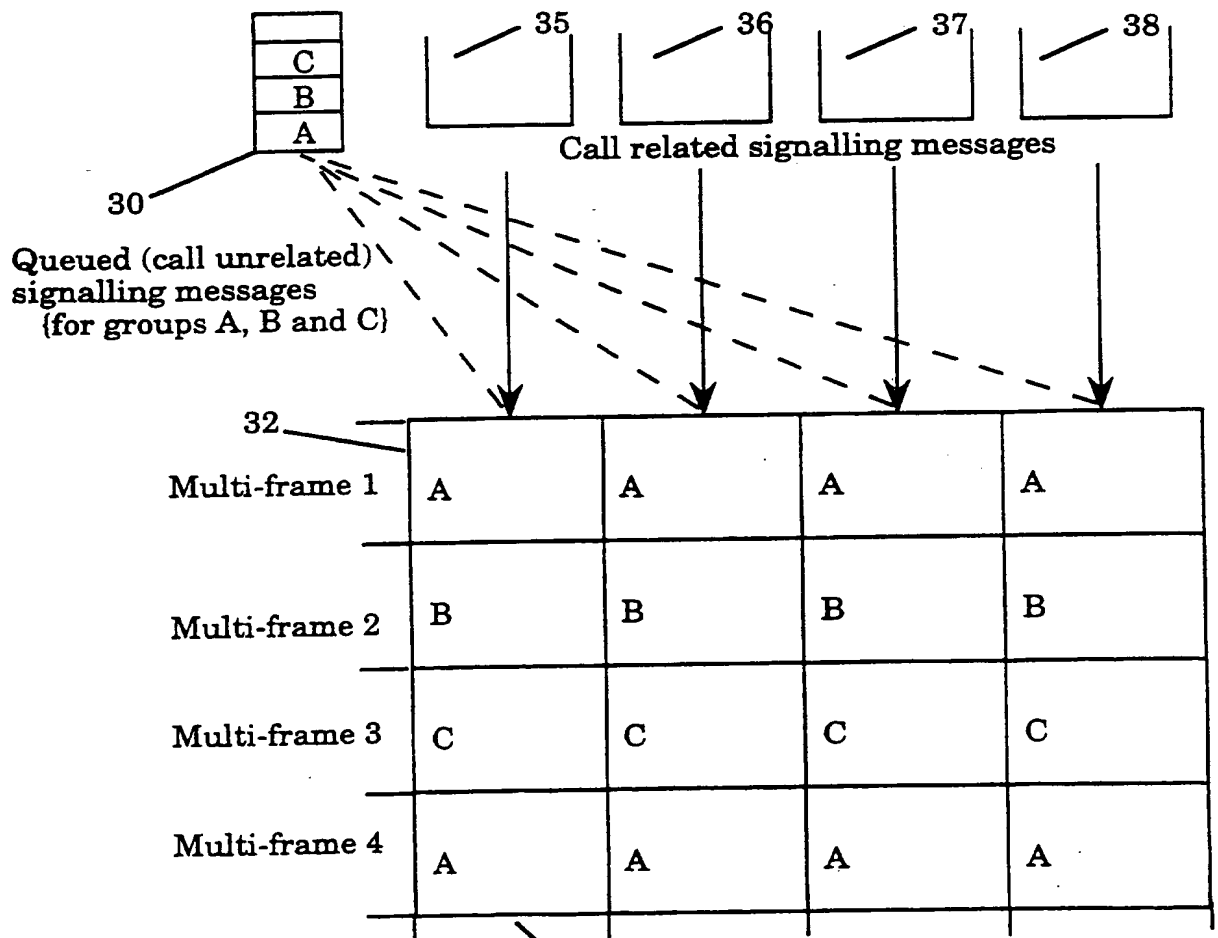 35 36 37 38
C
B
A
Call related signalling messages
30
Queued (call unrelated)
signalling messages
{for groups A, B and C}
32
Multi-frame 1 A A A A
Multi-frame 2 B B B B
Multi-frame 3 C C C C
Multi-frame 4 A A A A